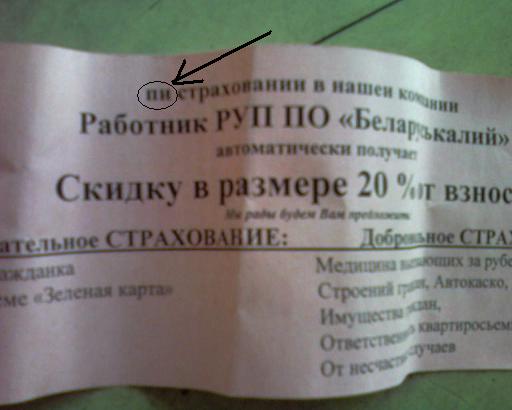 пи страховании в нашей компании
Работник РУП ПО «Беларуськалий»
автоматически получает
Скидку в размере 20 % от взнос
Мы рады будем Вам предложить
ательное СТРАХОВАНИЕ:
ажданка
еме «Зеленая карта»
Добровольное СТРА
Медицина выезжающих за рубе
Строений граждан, Автокаско,
Имущества граждан,
Ответственность квартиросъем
От несчастных случаев